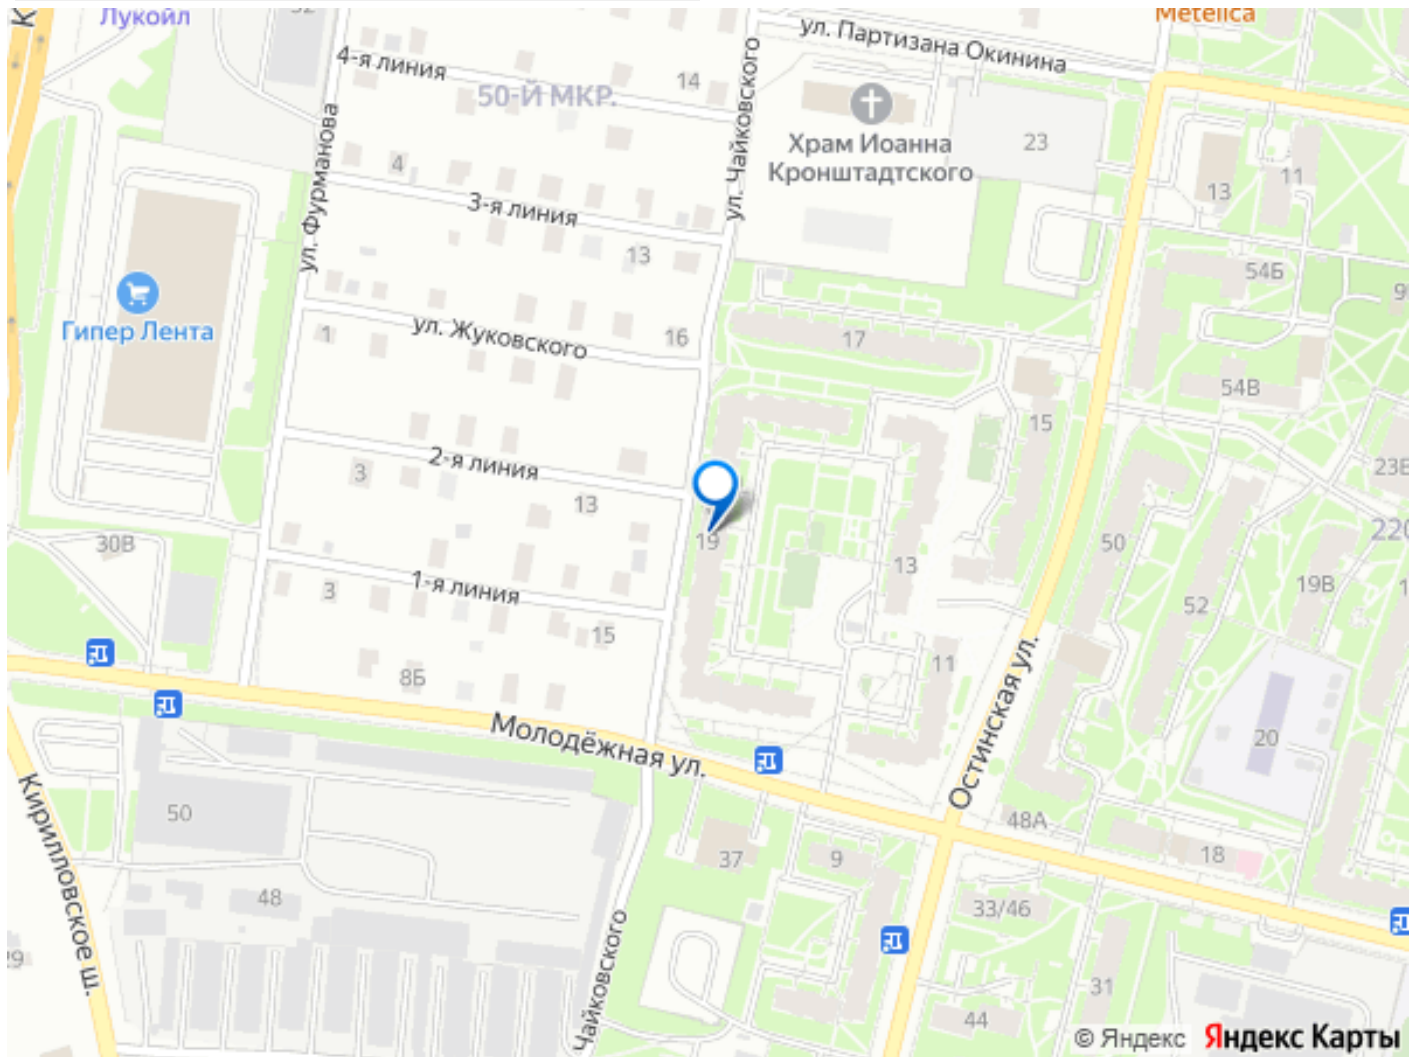 Лукойл
Metelica
ул. Партизана Окинина
4-я линия
50-Й МКР.
14
ул. Чайковского
ул. Фурманова
23
Храм Иоанна
Кронштадтского
4
13
11
3-я линия
13
54Б
Гипер Лента
1
ул. Жуковского
16
17
54В
15
2-я линия
3
13
23В
19
30В
50
13
1-я линия
3
15
52
19В
8Б
11
Молодёжная ул.
Остинская ул.
20
50
48А
37
9
18
Кирилловское ш.
48
33/46
Чайковского
29
31
44
© Яндекс Яндекс Карты